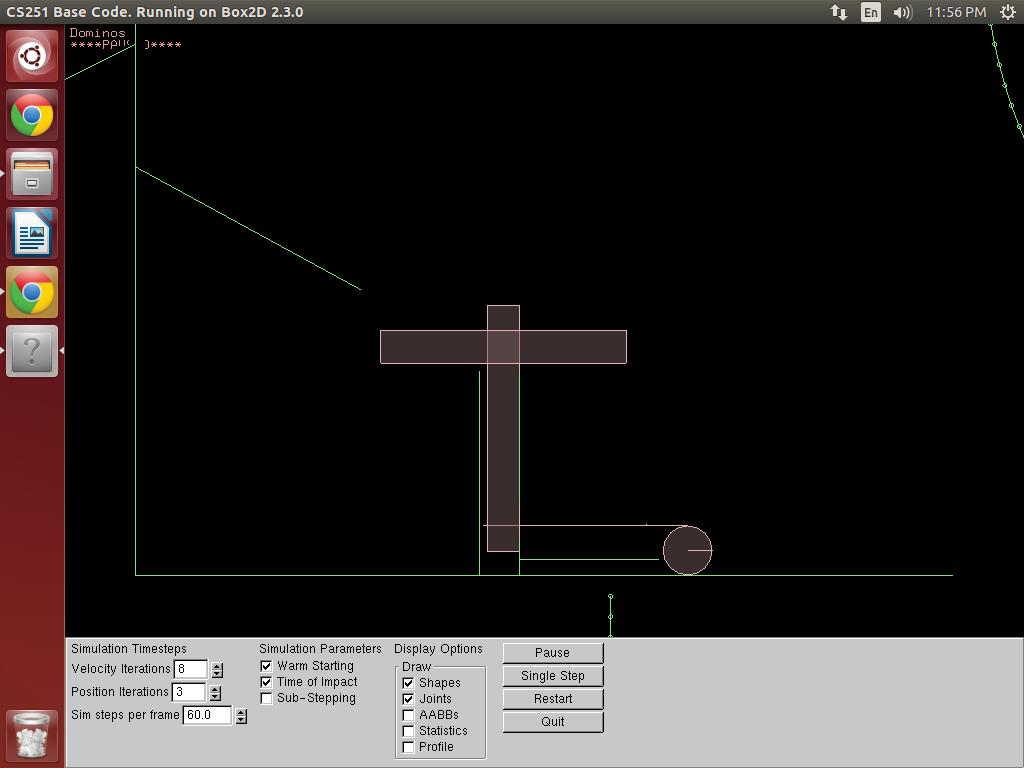 CS251 Base Code. Running on Box2D 2.3.0
En
11:56 PM
Dominos
?
Simulation Timesteps
Velocity Iterations 8
Position Iterations 3
Sim steps per frame 60.0
Simulation Parameters
Warm Starting
Time of Impact
Sub-Stepping
Display Options
Draw
Shapes
Joints
AABBs
Statistics
Profile
Pause
Single Step
Restart
Quit